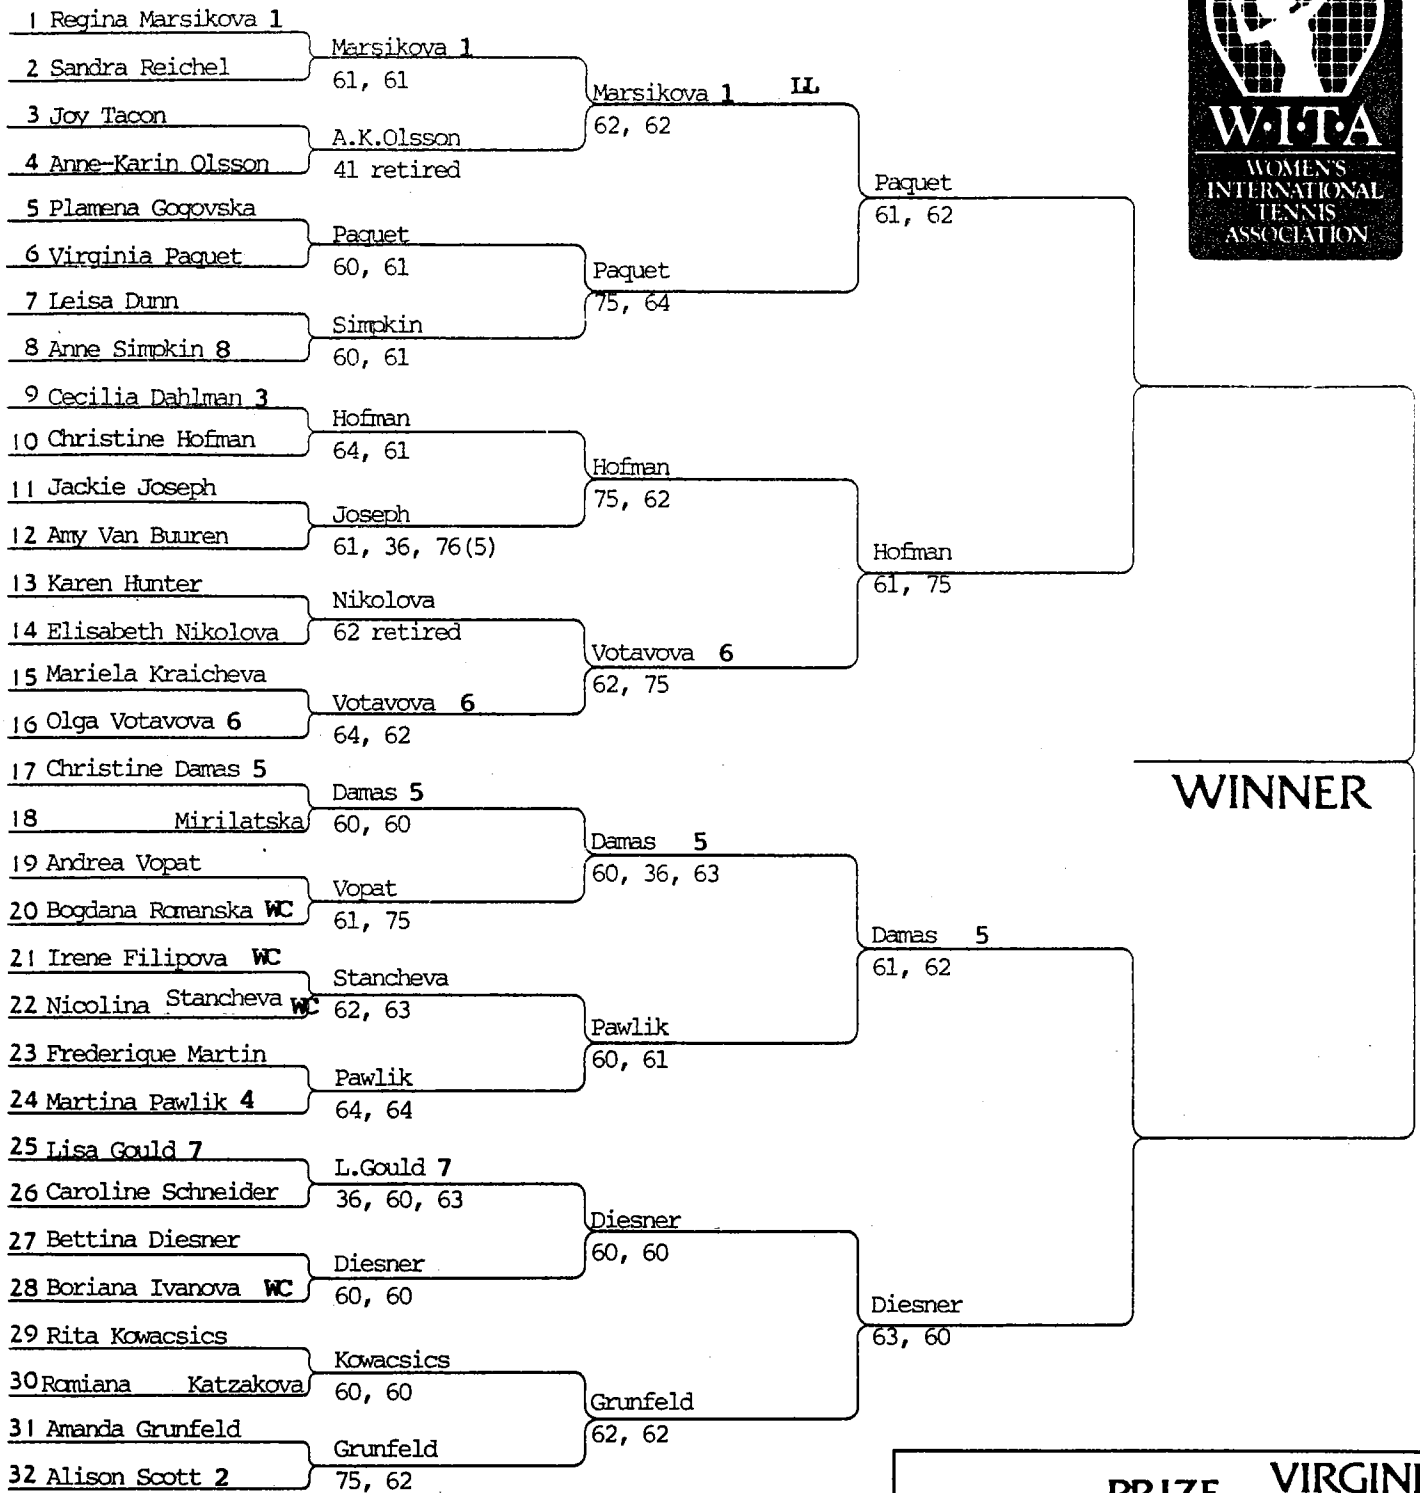 1 Regina Marsikova 1
2 Sandra Reichel
3 Joy Tacon
4 Anne-Karin Olsson
5 Plamena Gogovska
6 Virginia Paquet
7 Leisa Dunn
8 Anne Simpkin 8
9 Cecilia Dahlman 3
10 Christine Hofman
11 Jackie Joseph
12 Amy Van Buuren
13 Karen Hunter
14 Elisabeth Nikolova
15 Mariela Kraicheva
16 Olga Votavova 6
17 Christine Damas 5
18 Mirilatska
19 Andrea Vopat
20 Bogdana Romanska WC
21 Irene Filipova WC
22 Nicolina Stancheva WC
23 Frederique Martin
24 Martina Pawlik 4
25 Lisa Gould 7
26 Caroline Schneider
27 Bettina Diesner
28 Boriana Ivanova WC
29 Rita Kowacsics
30 Romiana Katzakova
31 Amanda Grunfeld
32 Alison Scott 2
Marsikova 1
61, 61
A.K.Olsson
41 retired
Paquet
60, 61
Simpkin
60, 61
Hofman
64, 61
Joseph
61, 36, 76(5)
Nikolova
62 retired
Votavova 6
64, 62
Damas 5
60, 60
Vopat
61, 75
Stancheva
62, 63
Pawlik
64, 64
L.Gould 7
36, 60, 63
Diesner
60, 60
Kowacsics
60, 60
Grunfeld
75, 62
Marsikova 1 LL
62, 62
Paquet
75, 64
Hofman
75, 62
Votavova 6
62, 75
Damas 5
60, 36, 63
Pawlik
60, 61
Diesner
60, 60
Grunfeld
62, 62
Paquet
61, 62
Hofman
61, 75
Damas 5
61, 62
Diesner
63, 60
W·I·T·A
WOMEN'S
INTERNATIONAL
TENNIS
ASSOCIATION
WINNER
PRIZE VIRGINI